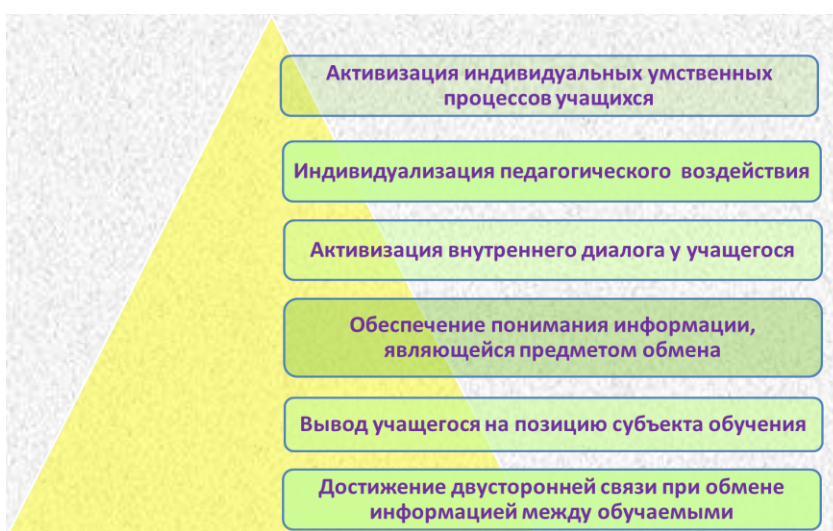 Активизация индивидуальных умственных
процессов учащихся
Индивидуализация педагогического воздействия
Активизация внутреннего диалога у учащегося
Обеспечение понимания информации,
являющейся предметом обмена
Вывод учащегося на позицию субъекта обучения
Достижение двусторонней связи при обмене
информацией между обучаемыми